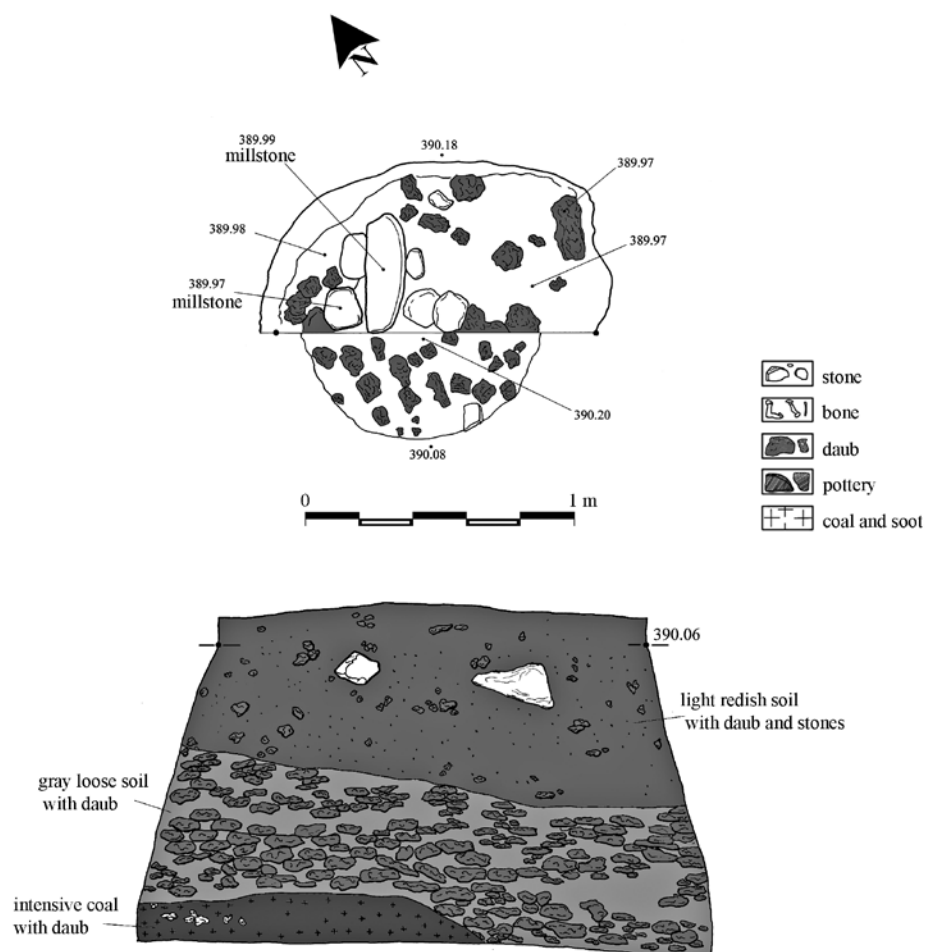 N
389.99
millstone
390.18
389.97
389.98
389.97
389.97
millstone
390.20
390.08
stone
bone
daub
pottery
coal and soot
0 1 m
390.06
light redish soil
with daub and stones
gray loose soil
with daub
intensive coal
with daub